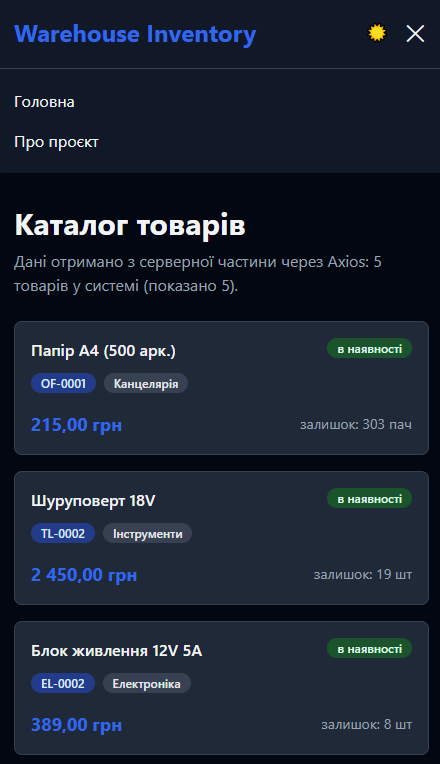 Warehouse Inventory
Головна
Про проєкт
Каталог товарів
Дані отримано з серверної частини через Axios: 5
товарів у системі (показано 5).
Папір А4 (500 арк.)
в наявності
OF-0001 Канцелярія
215,00 грн
залишок: 303 пач
Шуруповерт 18V
в наявності
TL-0002 Інструменти
2 450,00 грн
залишок: 19 шт
Блок живлення 12V 5A
в наявності
EL-0002 Електроніка
389,00 грн
залишок: 8 шт